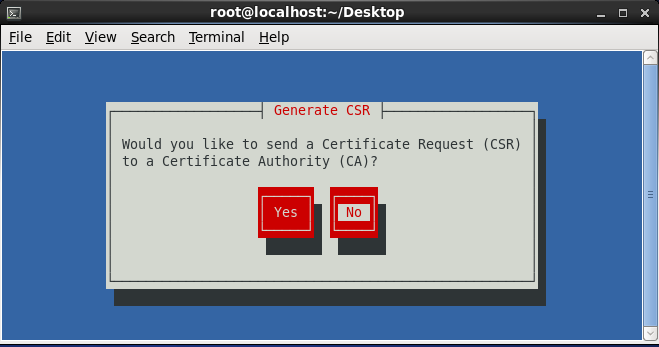 root@localhost:~/Desktop
File Edit View Search Terminal Help
Generate CSR
Would you like to send a Certificate Request (CSR)
to a Certificate Authority (CA)?
Yes No